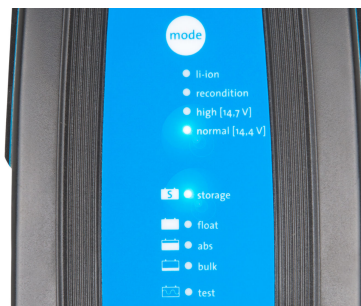 mode
li-ion
recondition
high [14,7 V]
normal [14,4 V]
S storage
float
abs
bulk
test